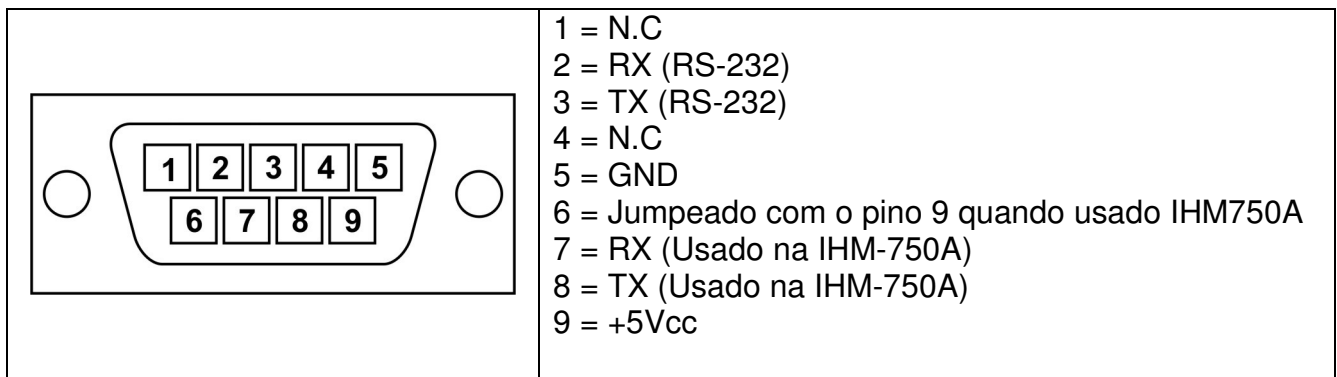 1 2 3 4 5
6 7 8 9
1 = N.C
2 = RX (RS-232)
3 = TX (RS-232)
4 = N.C
5 = GND
6 = Jumpeado com o pino 9 quando usado IHM750A
7 = RX (Usado na IHM-750A)
8 = TX (Usado na IHM-750A)
9 = +5Vcc